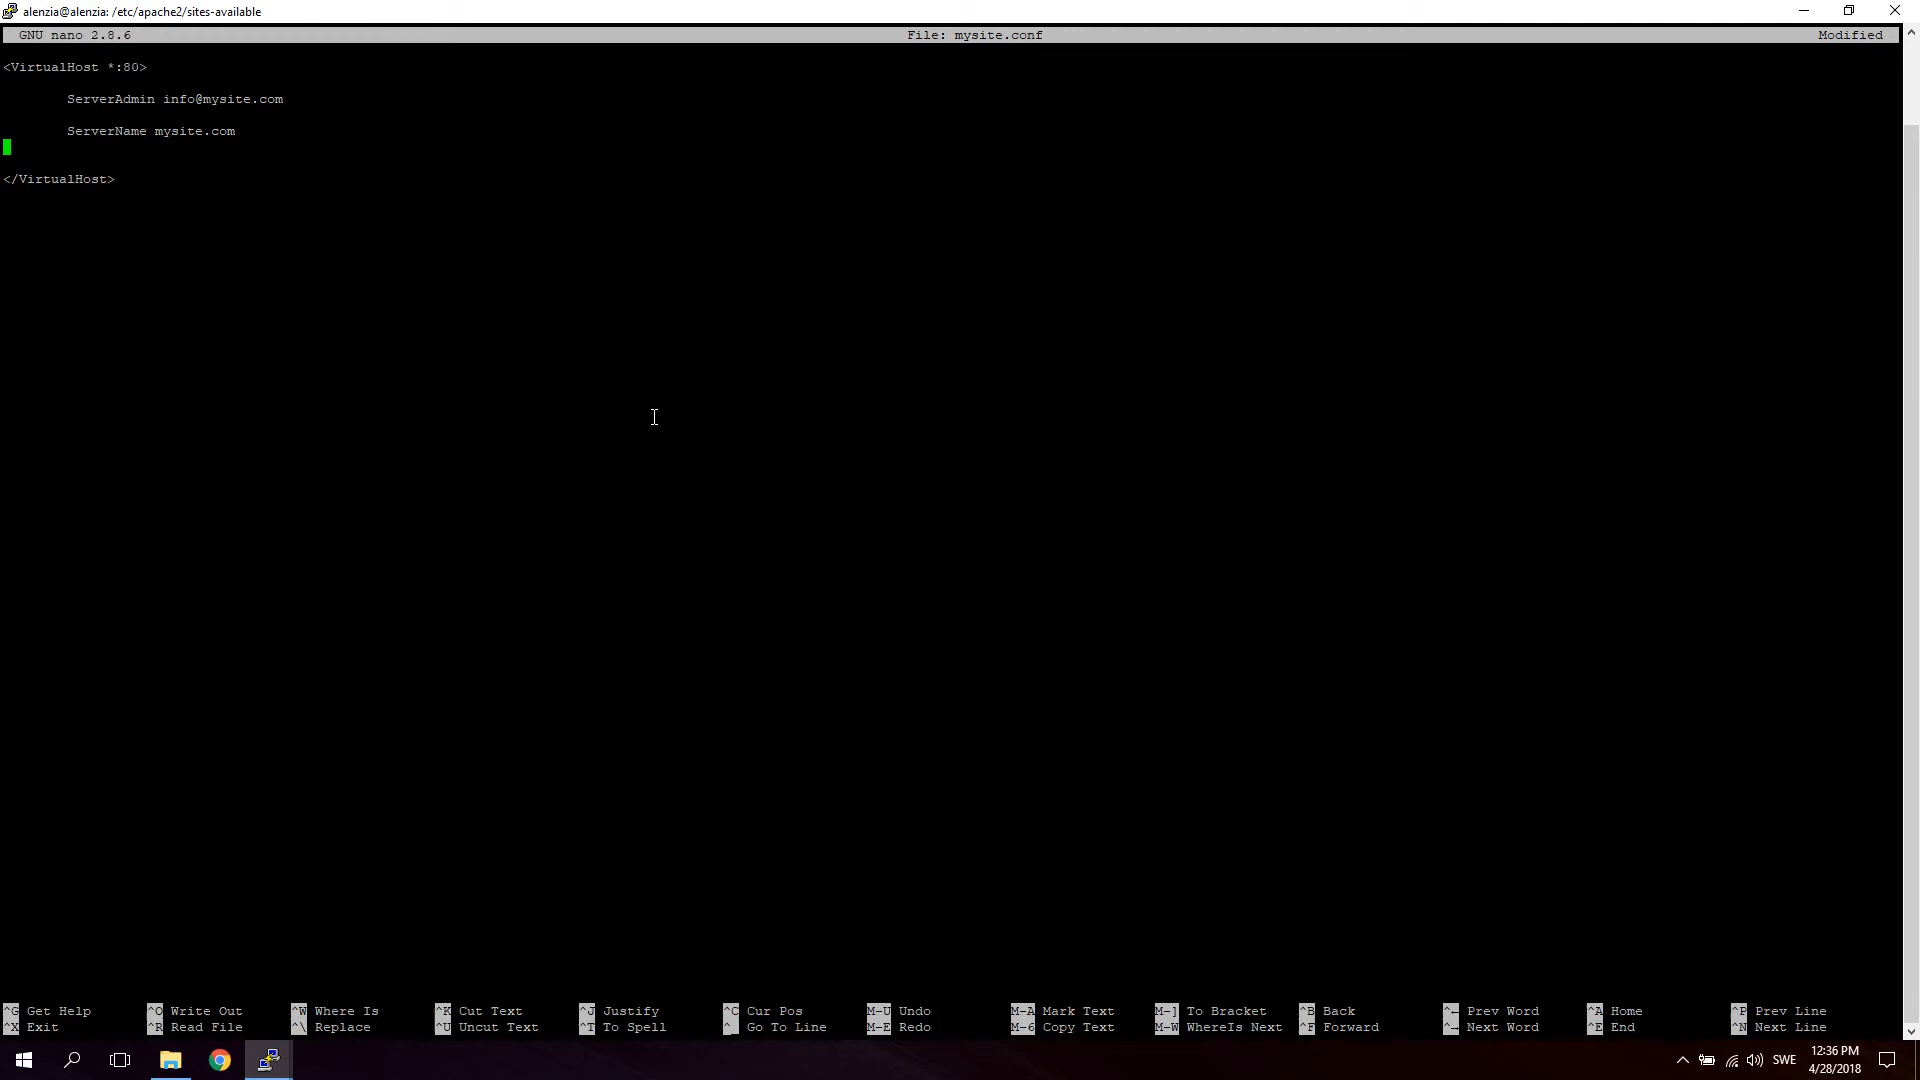 alenzia@alenzia: /etc/apache2/sites-available
GNU nano 2.8.6 File: mysite.conf Modified
<VirtualHost *:80>
ServerAdmin info@mysite.com
ServerName mysite.com
</VirtualHost>
^G Get Help ^O Write Out ^W Where Is ^K Cut Text ^J Justify ^C Cur Pos M-U Undo M-A Mark Text M-] To Bracket ^B Back ^← Prev Word ^A Home ^P Prev Line
^X Exit ^R Read File ^\ Replace ^U Uncut Text ^T To Spell ^_ Go To Line M-E Redo M-6 Copy Text M-W WhereIs Next ^F Forward ^→ Next Word ^E End ^N Next Line
SWE
12:36 PM
4/28/2018